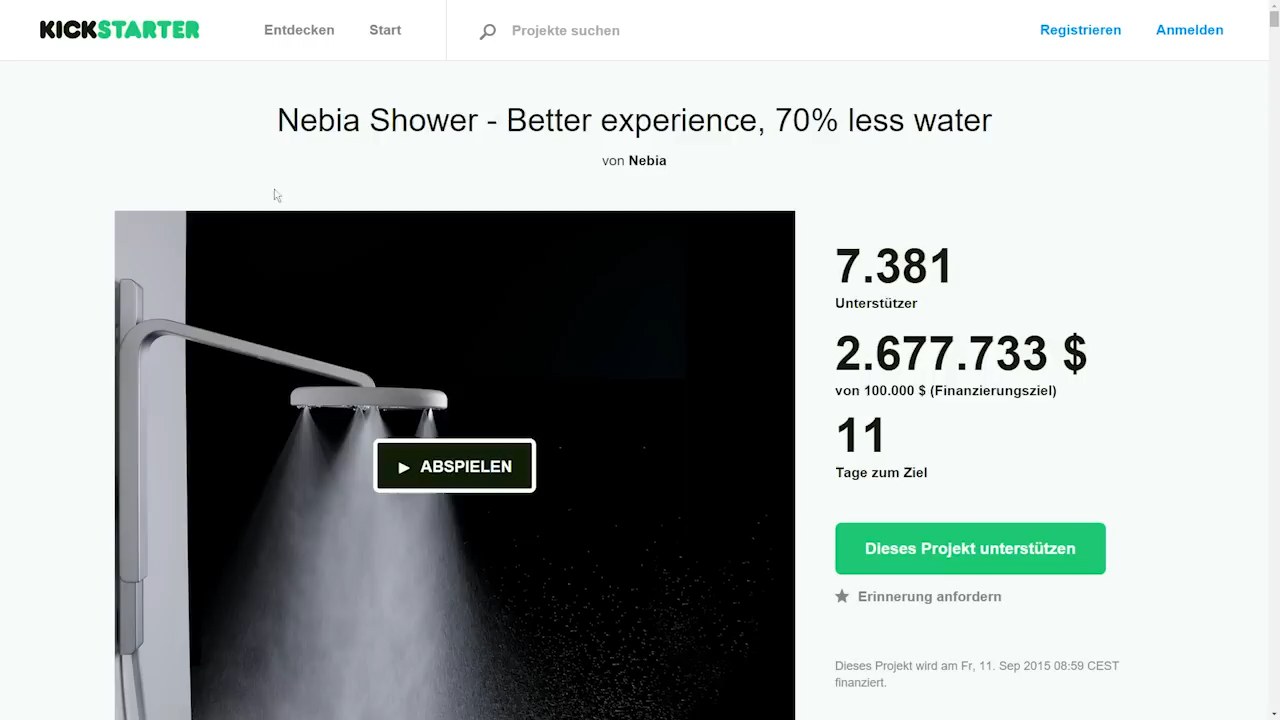 KICKSTARTER
Entdecken
Start
Projekte suchen
Registrieren
Anmelden
Nebia Shower - Better experience, 70% less water
von Nebia
ABSPIELEN
7.381
Unterstützer
2.677.733 $
von 100.000 $ (Finanzierungsziel)
11
Tage zum Ziel
Dieses Projekt unterstützen
Erinnerung anfordern
Dieses Projekt wird am Fr, 11. Sep 2015 08:59 CEST
finanziert.